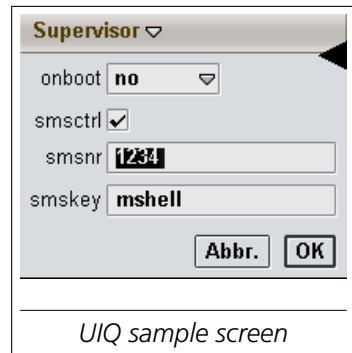 Supervisor
onboot no
smsctrl
smsnr 1234
smskey mshell
Abbr. OK
UIQ sample screen